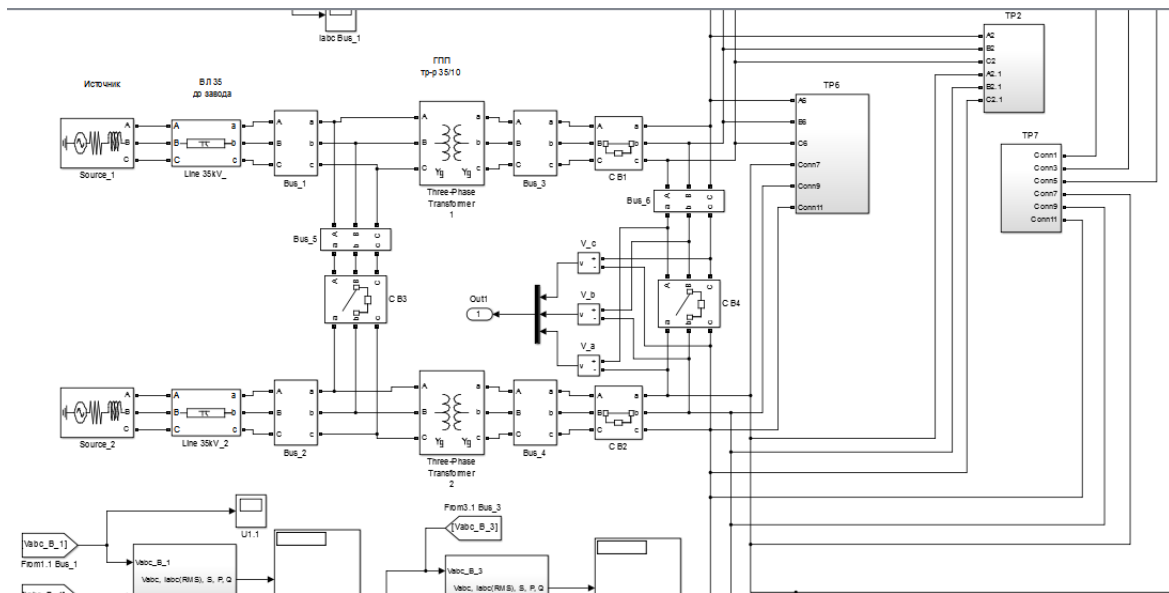 Iabc Bus_1
TP2
A2
B2
C2
A2.1
B2.1
C2.1
ГПП
тр-р 35/10
Источник
ВЛ 35
до завода
TP6
A6
B6
C6
Conn7
Conn9
Conn11
TP7
Conn1
Conn3
Conn5
Conn7
Conn9
Conn11
A
B
C
Source_1
A a
B b
C c
Line 35kV_
A a
B b
C c
Bus_1
A a
B b
C c
Yg Yg
Three-Phase
Transformer
1
A a
B b
C c
Bus_3
A a
B b
C c
C B1
Bus_6
A B C
a b c
Bus_5
A B C
a b c
A B C
a b c
C B3
V_c
+
-
v
V_b
+
-
v
V_a
+
-
v
Out1
1
A B C
a b c
C B4
A
B
C
Source_2
A a
B b
C c
Line 35kV_2
A a
B b
C c
Bus_2
A a
B b
C c
Yg Yg
Three-Phase
Transformer
2
A a
B b
C c
Bus_4
A a
B b
C c
C B2
U1.1
[Vabc_B_1]
From1.1 Bus_1
Vabc_B_1
Vabc, Iabc(RMS), S, P, Q
From3.1 Bus_3
[Vabc_B_3]
Vabc_B_3
Vabc, Iabc(RMS), S, P, Q